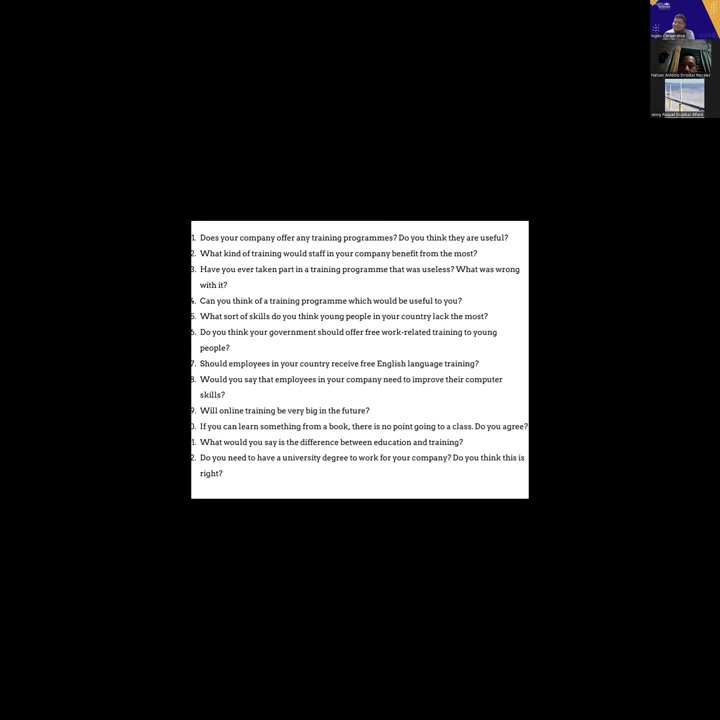 1. Does your company offer any training programmes? Do you think they are useful?
2. What kind of training would staff in your company benefit from the most?
3. Have you ever taken part in a training programme that was useless? What was wrong
with it?
4. Can you think of a training programme which would be useful to you?
5. What sort of skills do you think young people in your country lack the most?
6. Do you think your government should offer free work-related training to young
people?
7. Should employees in your country receive free English language training?
8. Would you say that employees in your company need to improve their computer
skills?
9. Will online training be very big in the future?
0. If you can learn something from a book, there is no point going to a class. Do you agree?
1. What would you say is the difference between education and training?
2. Do you need to have a university degree to work for your company? Do you think this is
right?